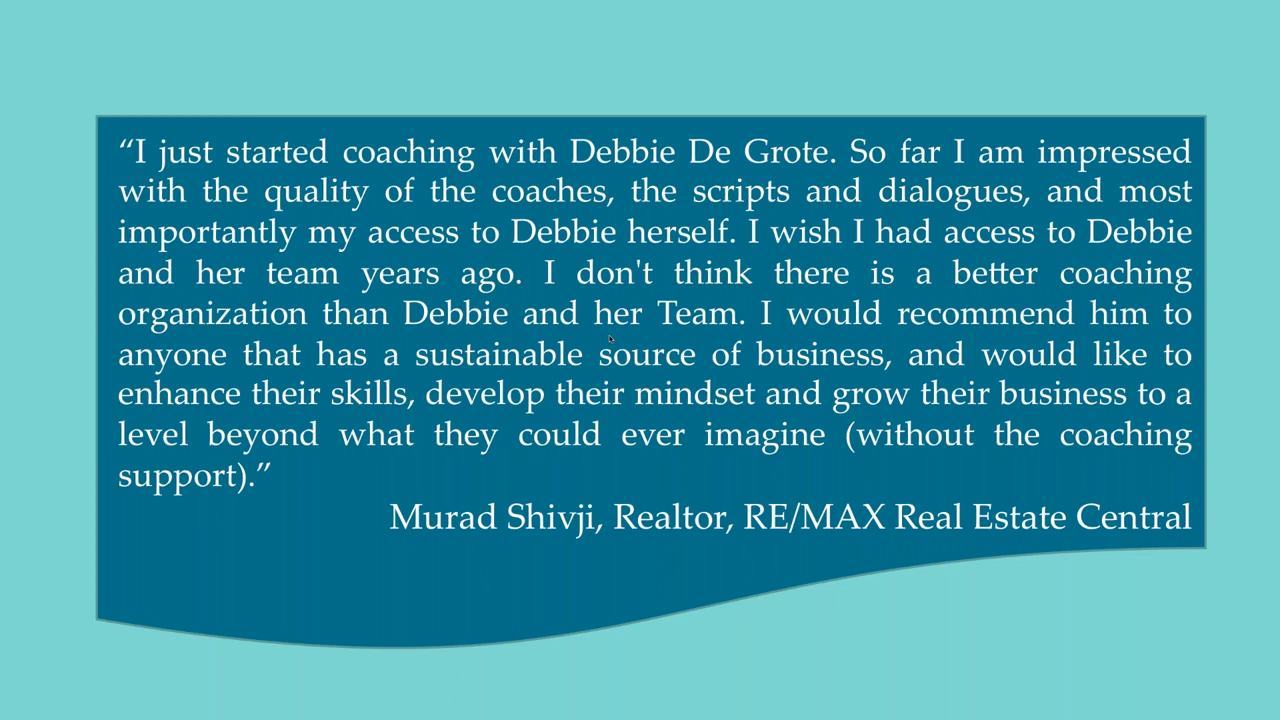 “I just started coaching with Debbie De Grote. So far I am impressed
with the quality of the coaches, the scripts and dialogues, and most
importantly my access to Debbie herself. I wish I had access to Debbie
and her team years ago. I don't think there is a better coaching
organization than Debbie and her Team. I would recommend him to
anyone that has a sustainable source of business, and would like to
enhance their skills, develop their mindset and grow their business to a
level beyond what they could ever imagine (without the coaching
support).”
Murad Shivji, Realtor, RE/MAX Real Estate Central